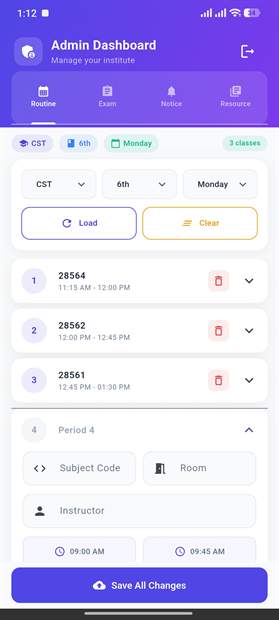 1:12
Admin Dashboard
Manage your institute
Routine
Exam
Notice
Resource
CST
6th
Monday
3 classes
CST
6th
Monday
Load
Clear
1
28564
11:15 AM - 12:00 PM
2
28562
12:00 PM - 12:45 PM
3
28561
12:45 PM - 01:30 PM
4
Period 4
Subject Code
Room
Instructor
09:00 AM
09:45 AM
Save All Changes